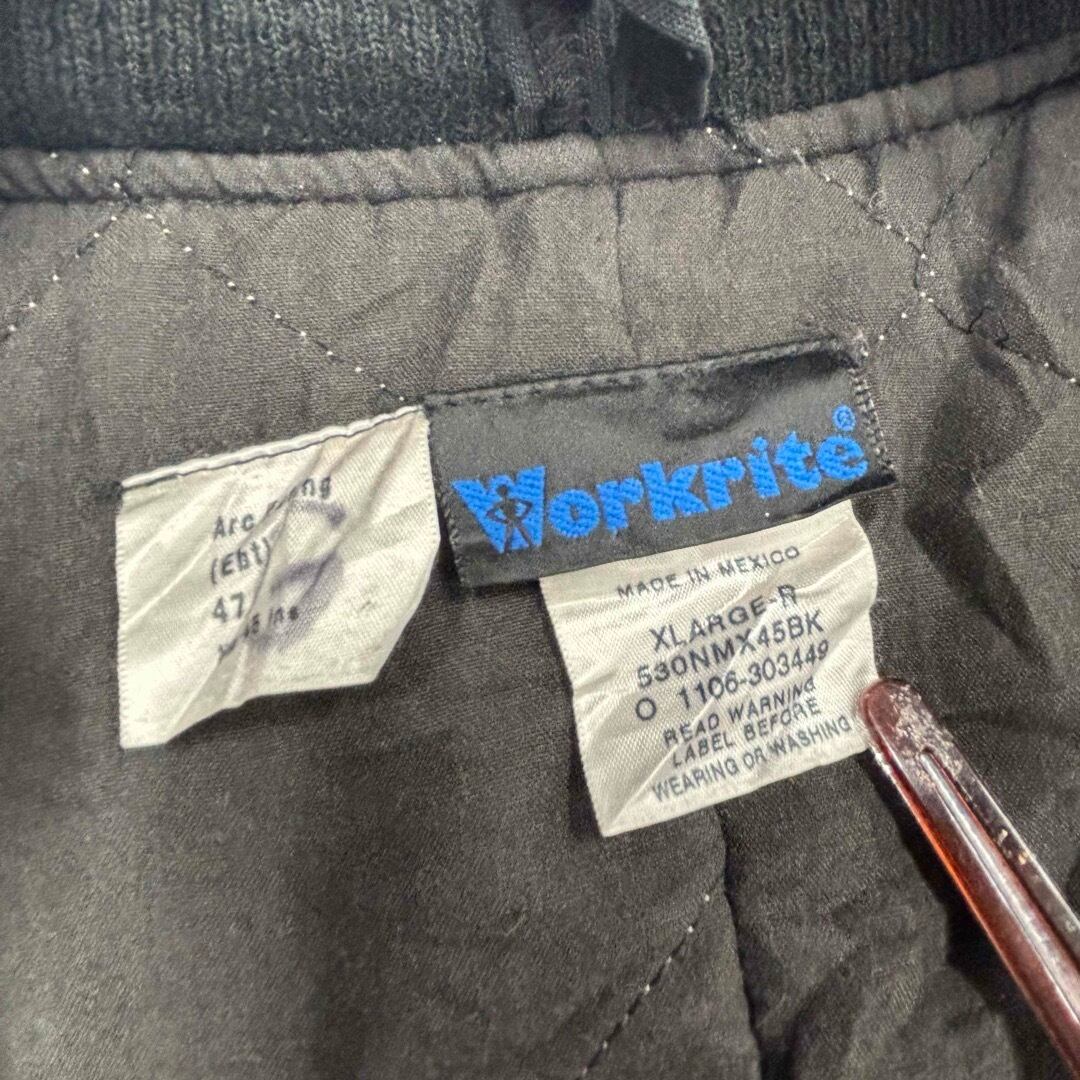 Workrite®
Arc
(Ebt)
47
MADE IN MEXICO
XLARGE-R
530NMX45BK
O 1106-303449
READ WARNING
LABEL BEFORE
WEARING OR WASHING